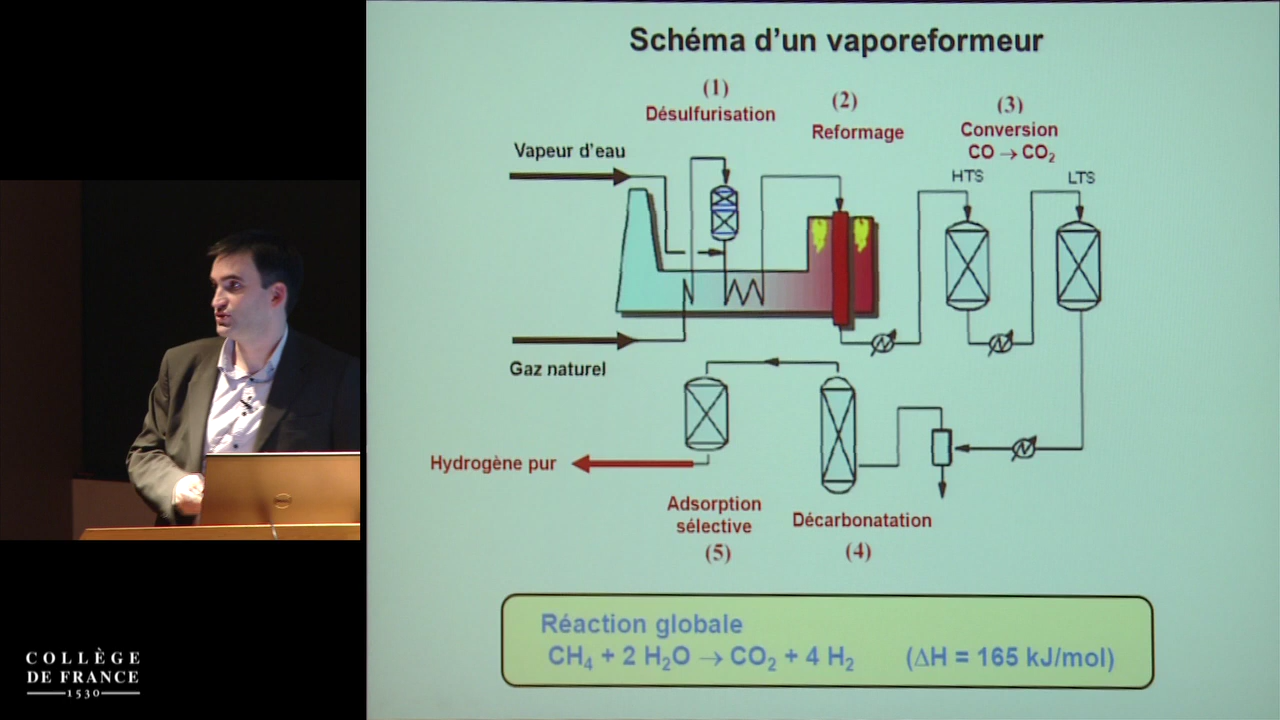 Schéma d'un vaporeformeur
(1)
Désulfurisation
(2)
Reformage
(3)
Conversion
CO → CO₂
Vapeur d'eau
HTS
LTS
Gaz naturel
Hydrogène pur
Adsorption
sélective
(5)
Décarbonatation
(4)
Réaction globale
CH₄ + 2 H₂O → CO₂ + 4 H₂ (ΔH = 165 kJ/mol)
DELL
COLLÈGE
DE FRANCE
1530